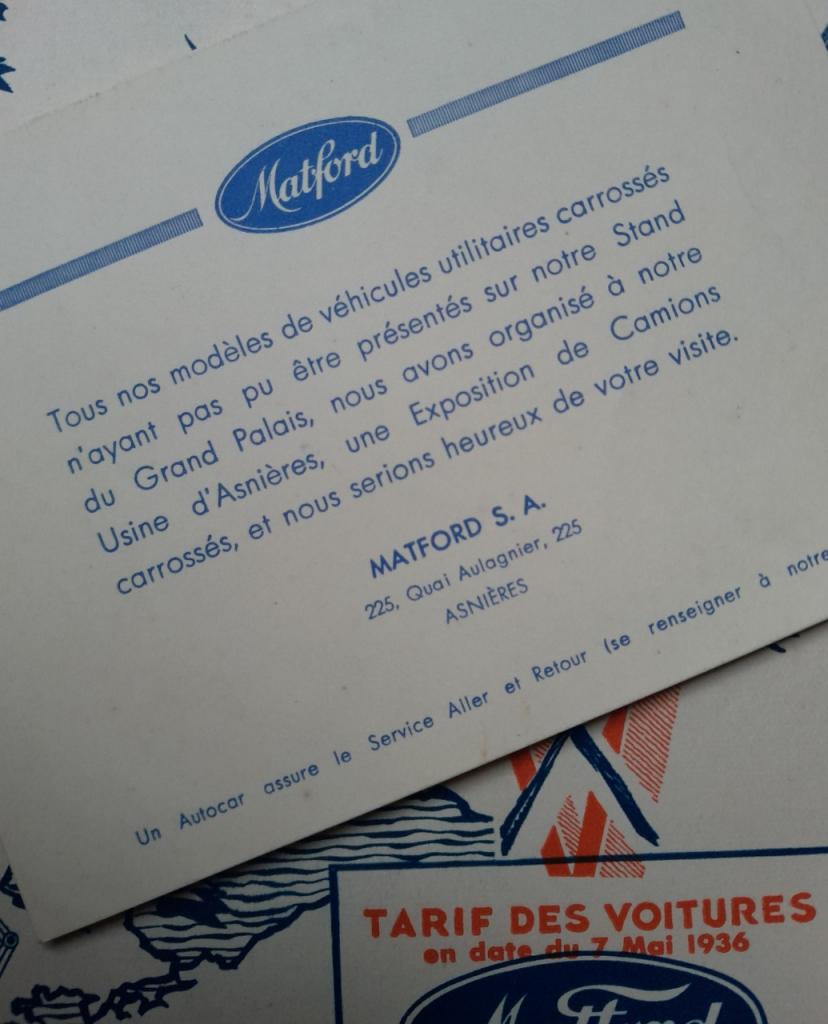 Matford
Tous nos modèles de véhicules utilitaires carrossés
n'ayant pas pu être présentés sur notre Stand
du Grand Palais, nous avons organisé à notre
Usine d'Asnières, une Exposition de Camions
carrossés, et nous serions heureux de votre visite.
MATFORD S. A.
225, Quai Aulagnier, 225
ASNIÈRES
Un Autocar assure le Service Aller et Retour (se renseigner à notre
TARIF DES VOITURES
en date du 7 Mai 1936